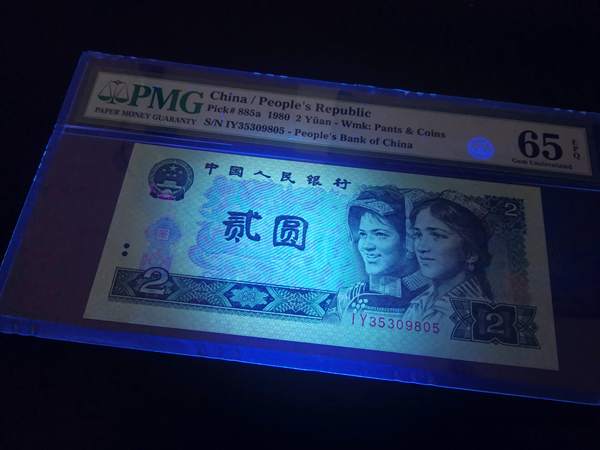 PMG
PAPER MONEY GUARANTY
China / People's Republic
Pick# 885a 1980 2 Yüan - Wmk: Pants & Coins
S/N IY35309805 - People's Bank of China
65 EPQ
Gem Uncirculated
中国人民银行
贰圆
2
2
2
IY35309805